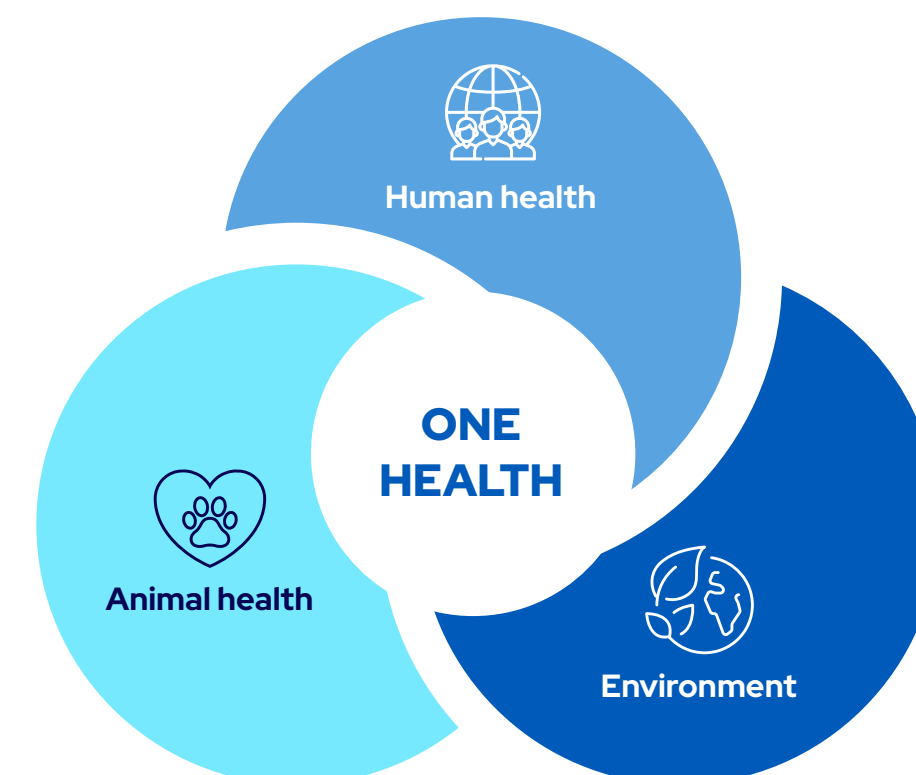 Human health
ONE
HEALTH
Animal health
Environment